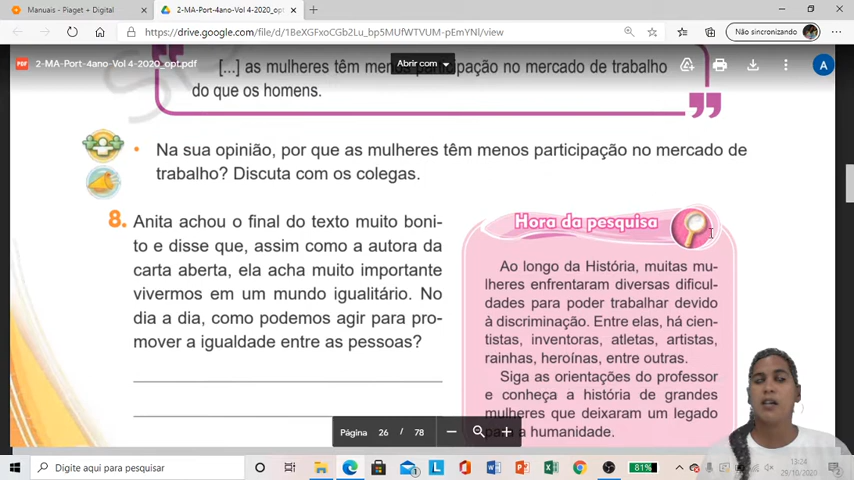 Manuais - Piaget + Digital
2-MA-Port-4ano-Vol 4-2020_opt
https://drive.google.com/file/d/1BeXGFxoCGb2Lu_bp5MUfWTVUM-pEmYNl/view
Não sincronizando
2-MA-Port-4ano-Vol 4-2020_opt.pdf
Abrir com
A
[...] as mulheres têm menos participação no mercado de trabalho
do que os homens.
• Na sua opinião, por que as mulheres têm menos participação no mercado de
trabalho? Discuta com os colegas.
8. Anita achou o final do texto muito boni-
to e disse que, assim como a autora da
carta aberta, ela acha muito importante
vivermos em um mundo igualitário. No
dia a dia, como podemos agir para pro-
mover a igualdade entre as pessoas?
Hora da pesquisa
Ao longo da História, muitas mu-
lheres enfrentaram diversas dificul-
dades para poder trabalhar devido
à discriminação. Entre elas, há cien-
tistas, inventoras, atletas, artistas,
rainhas, heroínas, entre outras.
Siga as orientações do professor
e conheça a história de grandes
mulheres que deixaram um legado
para a humanidade.
Página 26 / 78
Digite aqui para pesquisar
81%
13:24
26/10/2020